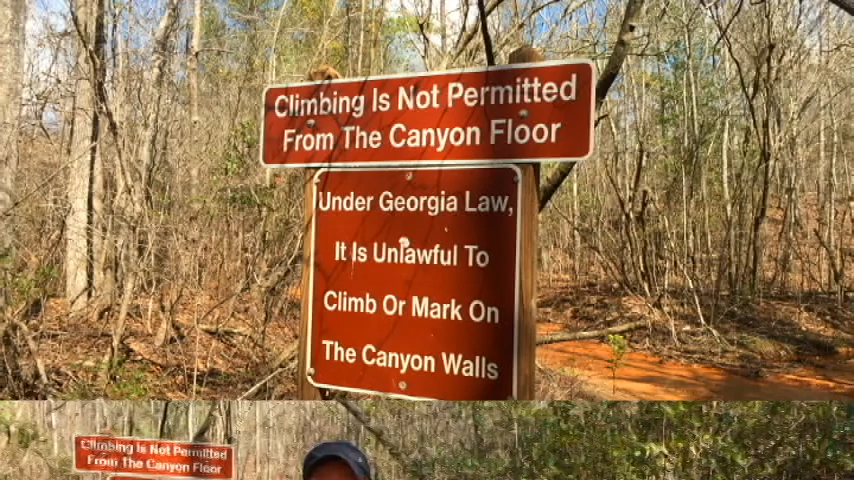 Climbing Is Not Permitted
From The Canyon Floor
Under Georgia Law,
It Is Unlawful To
Climb Or Mark On
The Canyon Walls
Climbing Is Not Permitted
From The Canyon Floor